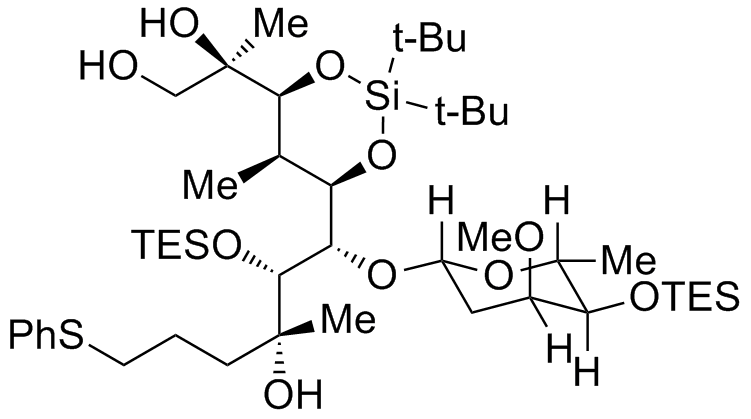 HO Me
HO O t-Bu
Si
t-Bu
Me O
H H
TESO MeO
O O Me
OTES
PhS Me
H
H
OH